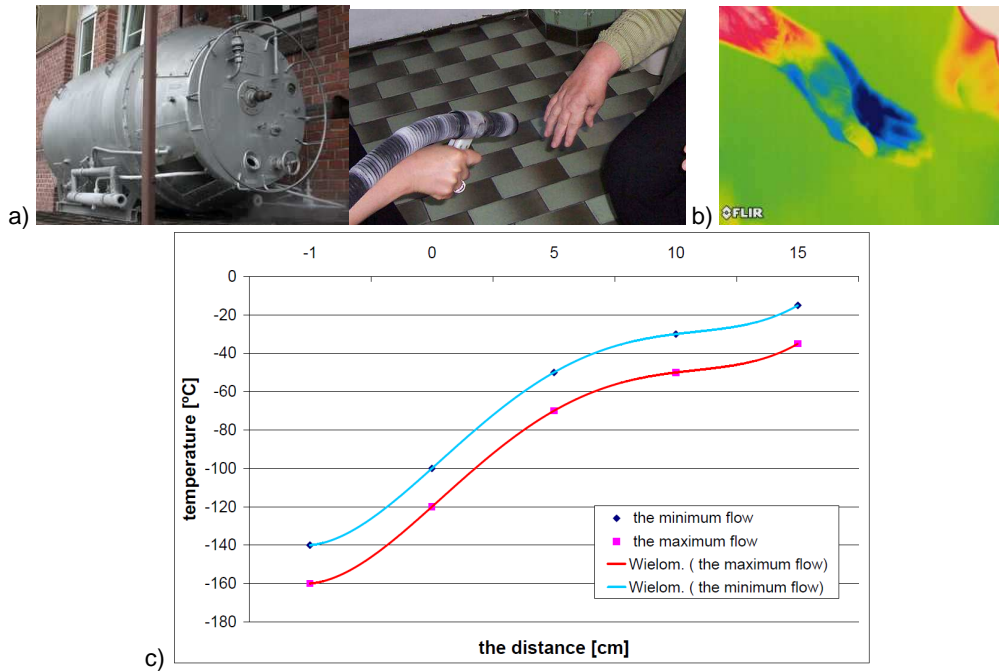 a)
b)
FLIR
-1 0 5 10 15
0
-20
-40
-60
-80
-100
-120
-140
-160
-180
temperature [ºC]
the minimum flow
the maximum flow
Wielom. ( the maximum flow)
Wielom. ( the minimum flow)
the distance [cm]
c)